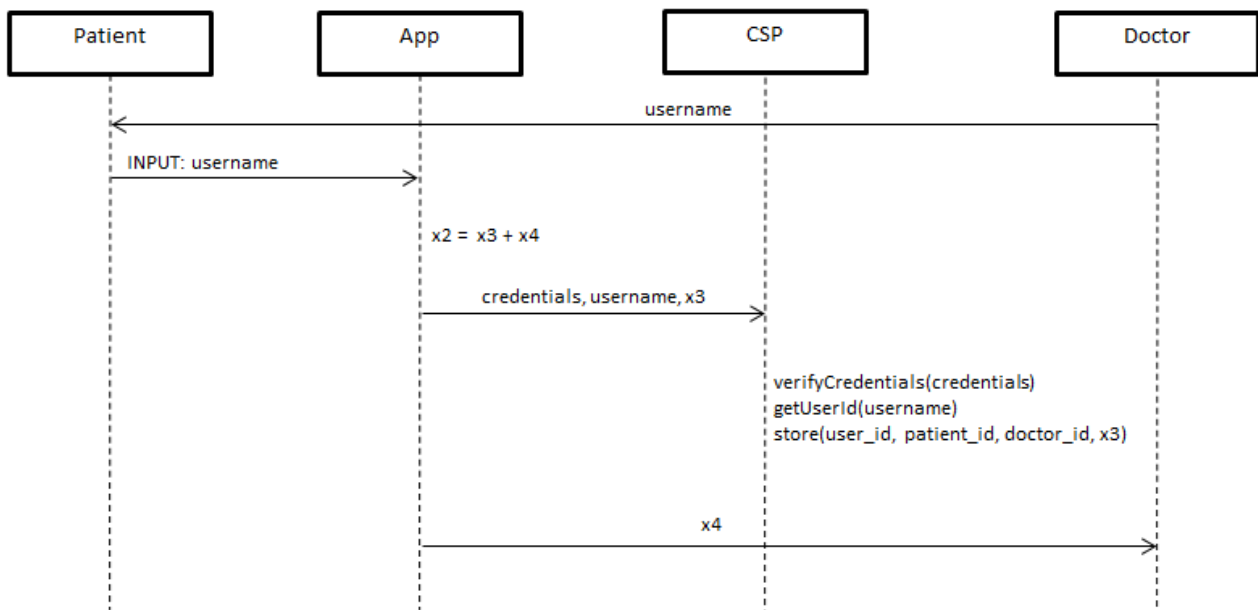 Patient
App
CSP
Doctor
username
INPUT: username
x2 = x3 + x4
credentials, username, x3
verifyCredentials(credentials)
getUserId(username)
store(user_id, patient_id, doctor_id, x3)
x4